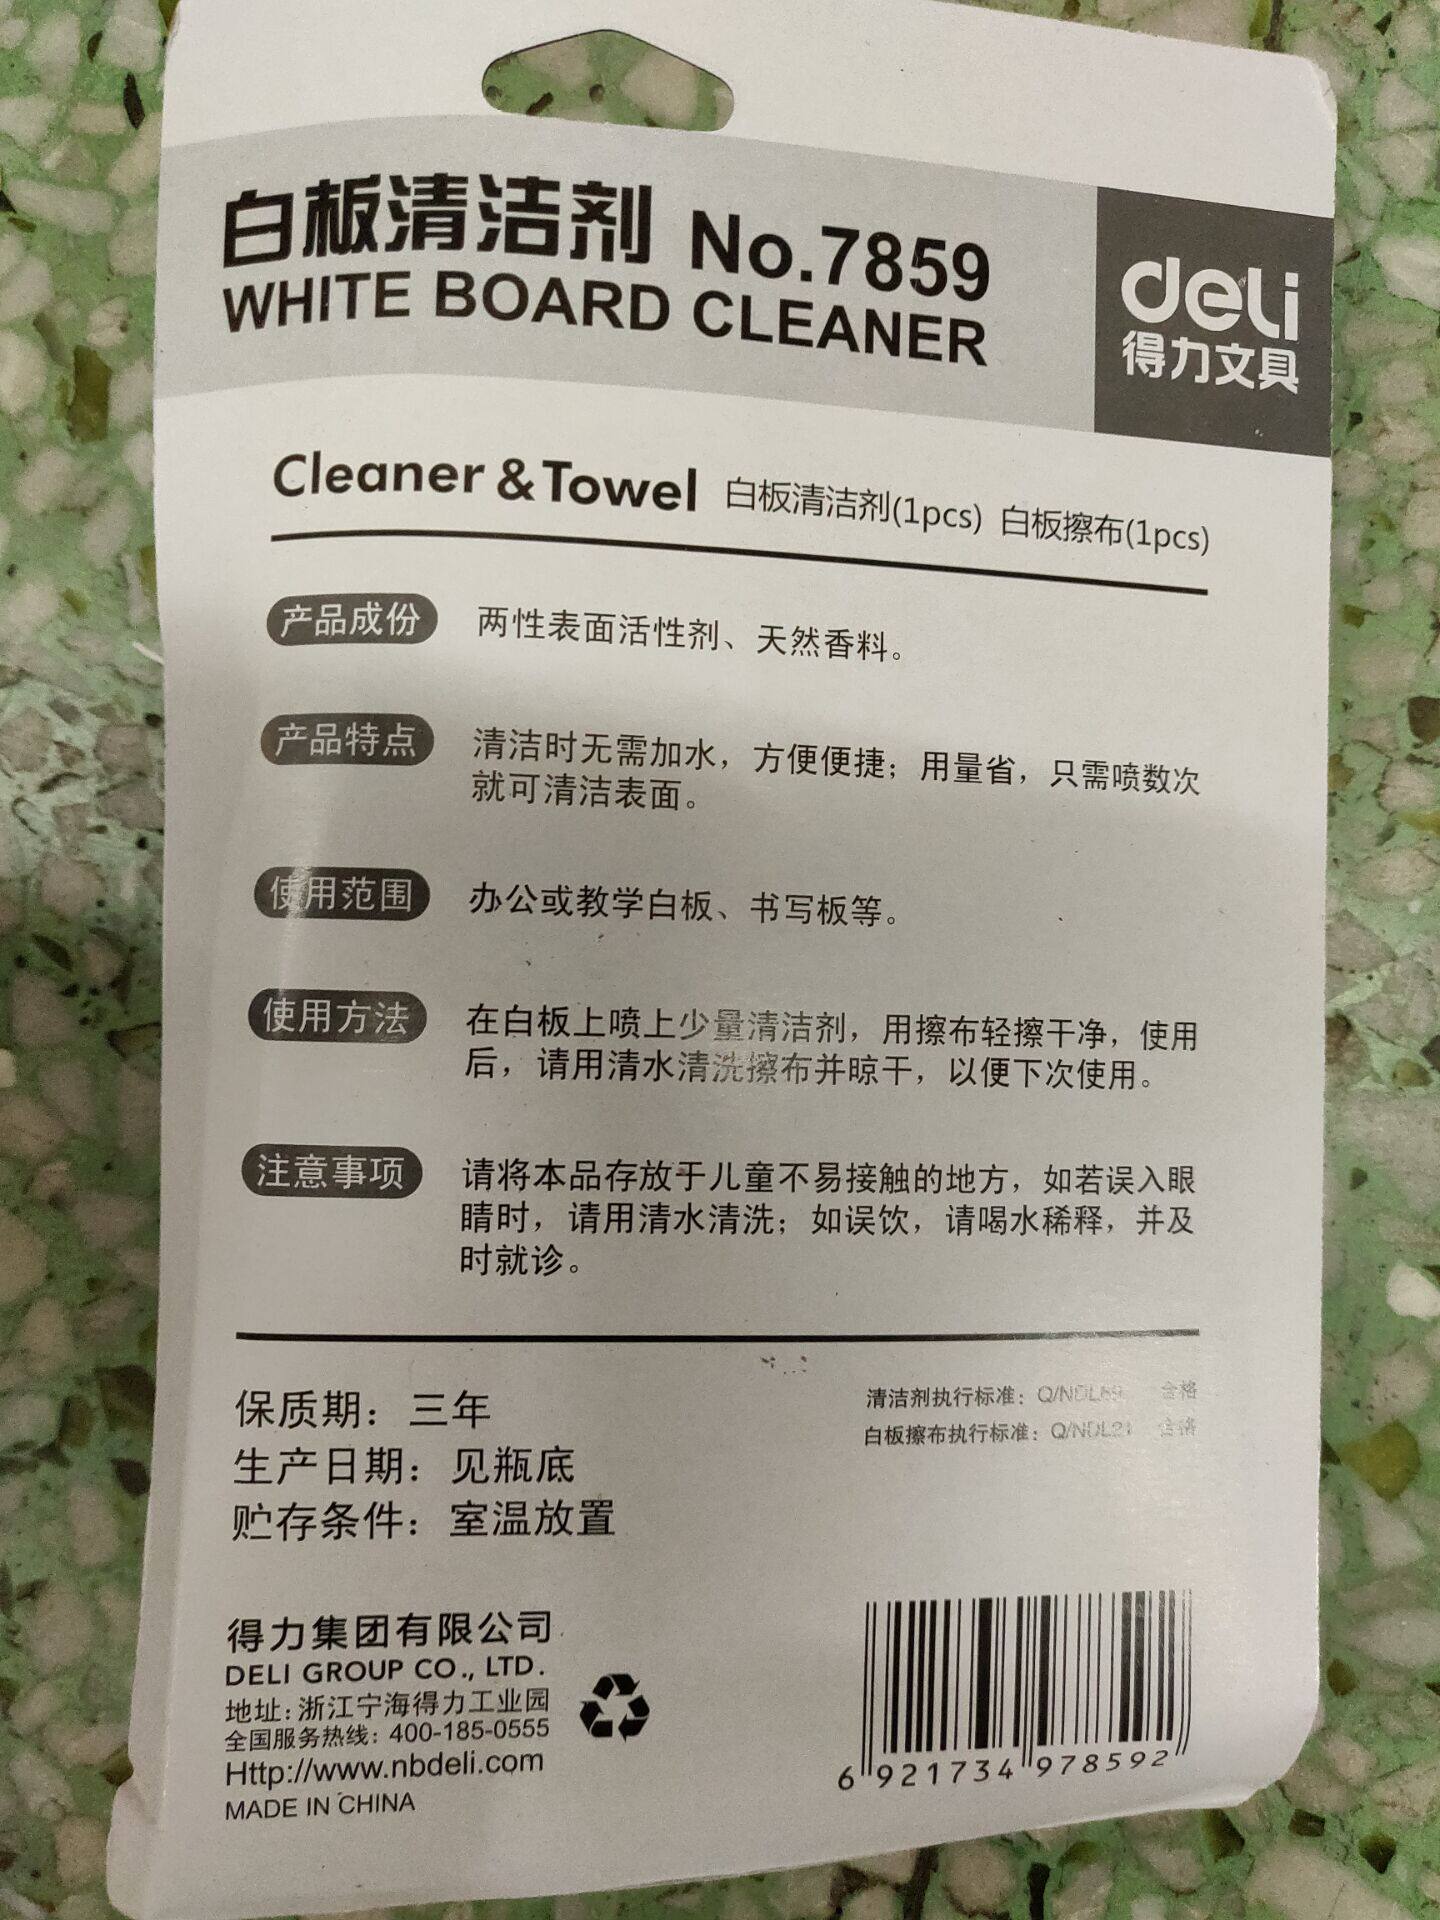 白板清洁剂 No.7859
WHITE BOARD CLEANER
deli
得力文具
Cleaner & Towel 白板清洁剂(1pcs) 白板擦布(1pcs)
产品成份 两性表面活性剂、天然香料。
产品特点 清洁时无需加水，方便便捷；用量省，只需喷数次
就可清洁表面。
使用范围 办公或教学白板、书写板等。
使用方法 在白板上喷上少量清洁剂，用擦布轻擦干净，使用
后，请用清水清洗擦布并晾干，以便下次使用。
注意事项 请将本品存放于儿童不易接触的地方，如若误入眼
睛时，请用清水清洗；如误饮，请喝水稀释，并及
时就诊。
保质期：三年
生产日期：见瓶底
贮存条件：室温放置
清洁剂执行标准： 合格
白板擦布执行标准：Q/NDL21 合格
得力集团有限公司
DELI GROUP CO., LTD.
地址：浙江宁海得力工业园
全国服务热线：400-185-0555
Http://www.nbdeli.com
MADE IN CHINA
6 921734 978592